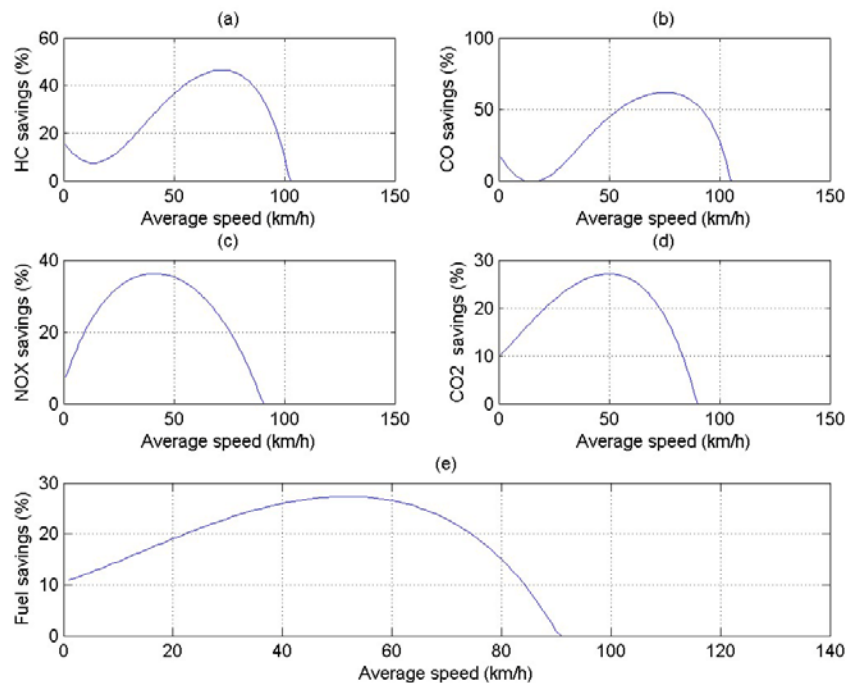 (a)
60
40
20
0
HC savings (%)
0 50 100 150
Average speed (km/h)
(b)
100
50
0
CO savings (%)
0 50 100 150
Average speed (km/h)
(c)
40
20
0
NOX savings (%)
0 50 100 150
Average speed (km/h)
(d)
30
20
10
0
CO2 savings (%)
0 50 100 150
Average speed (km/h)
(e)
30
20
10
0
Fuel savings (%)
0 20 40 60 80 100 120 140
Average speed (km/h)